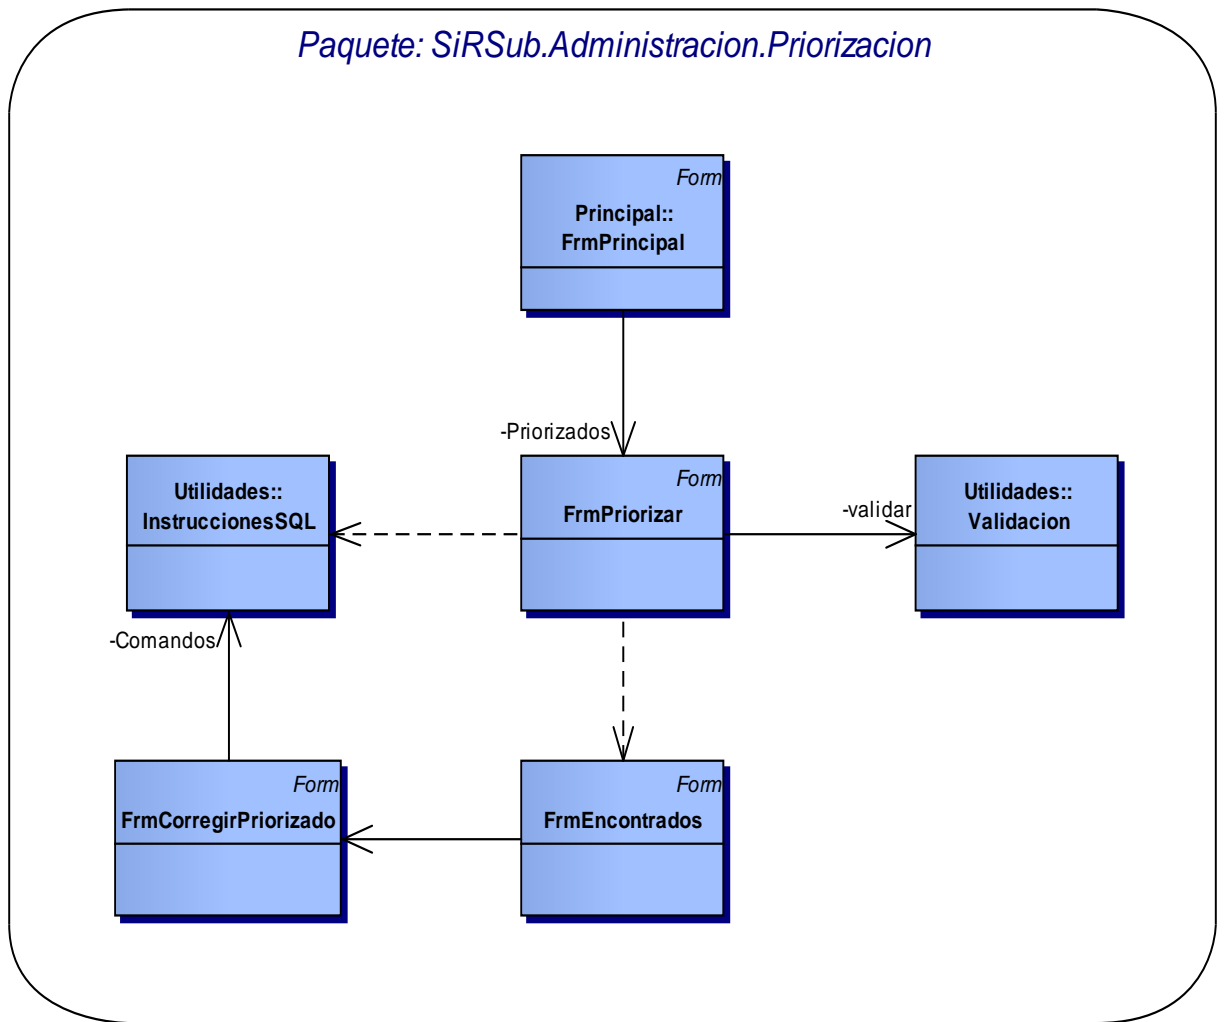 Paquete: SiRSub.Administracion.Priorizacion
Form
Principal::
FrmPrincipal
-Priorizados
Utilidades::
InstruccionesSQL
Form
FrmPriorizar
-validar
Utilidades::
Validacion
-Comandos
Form
FrmCorregirPriorizado
Form
FrmEncontrados